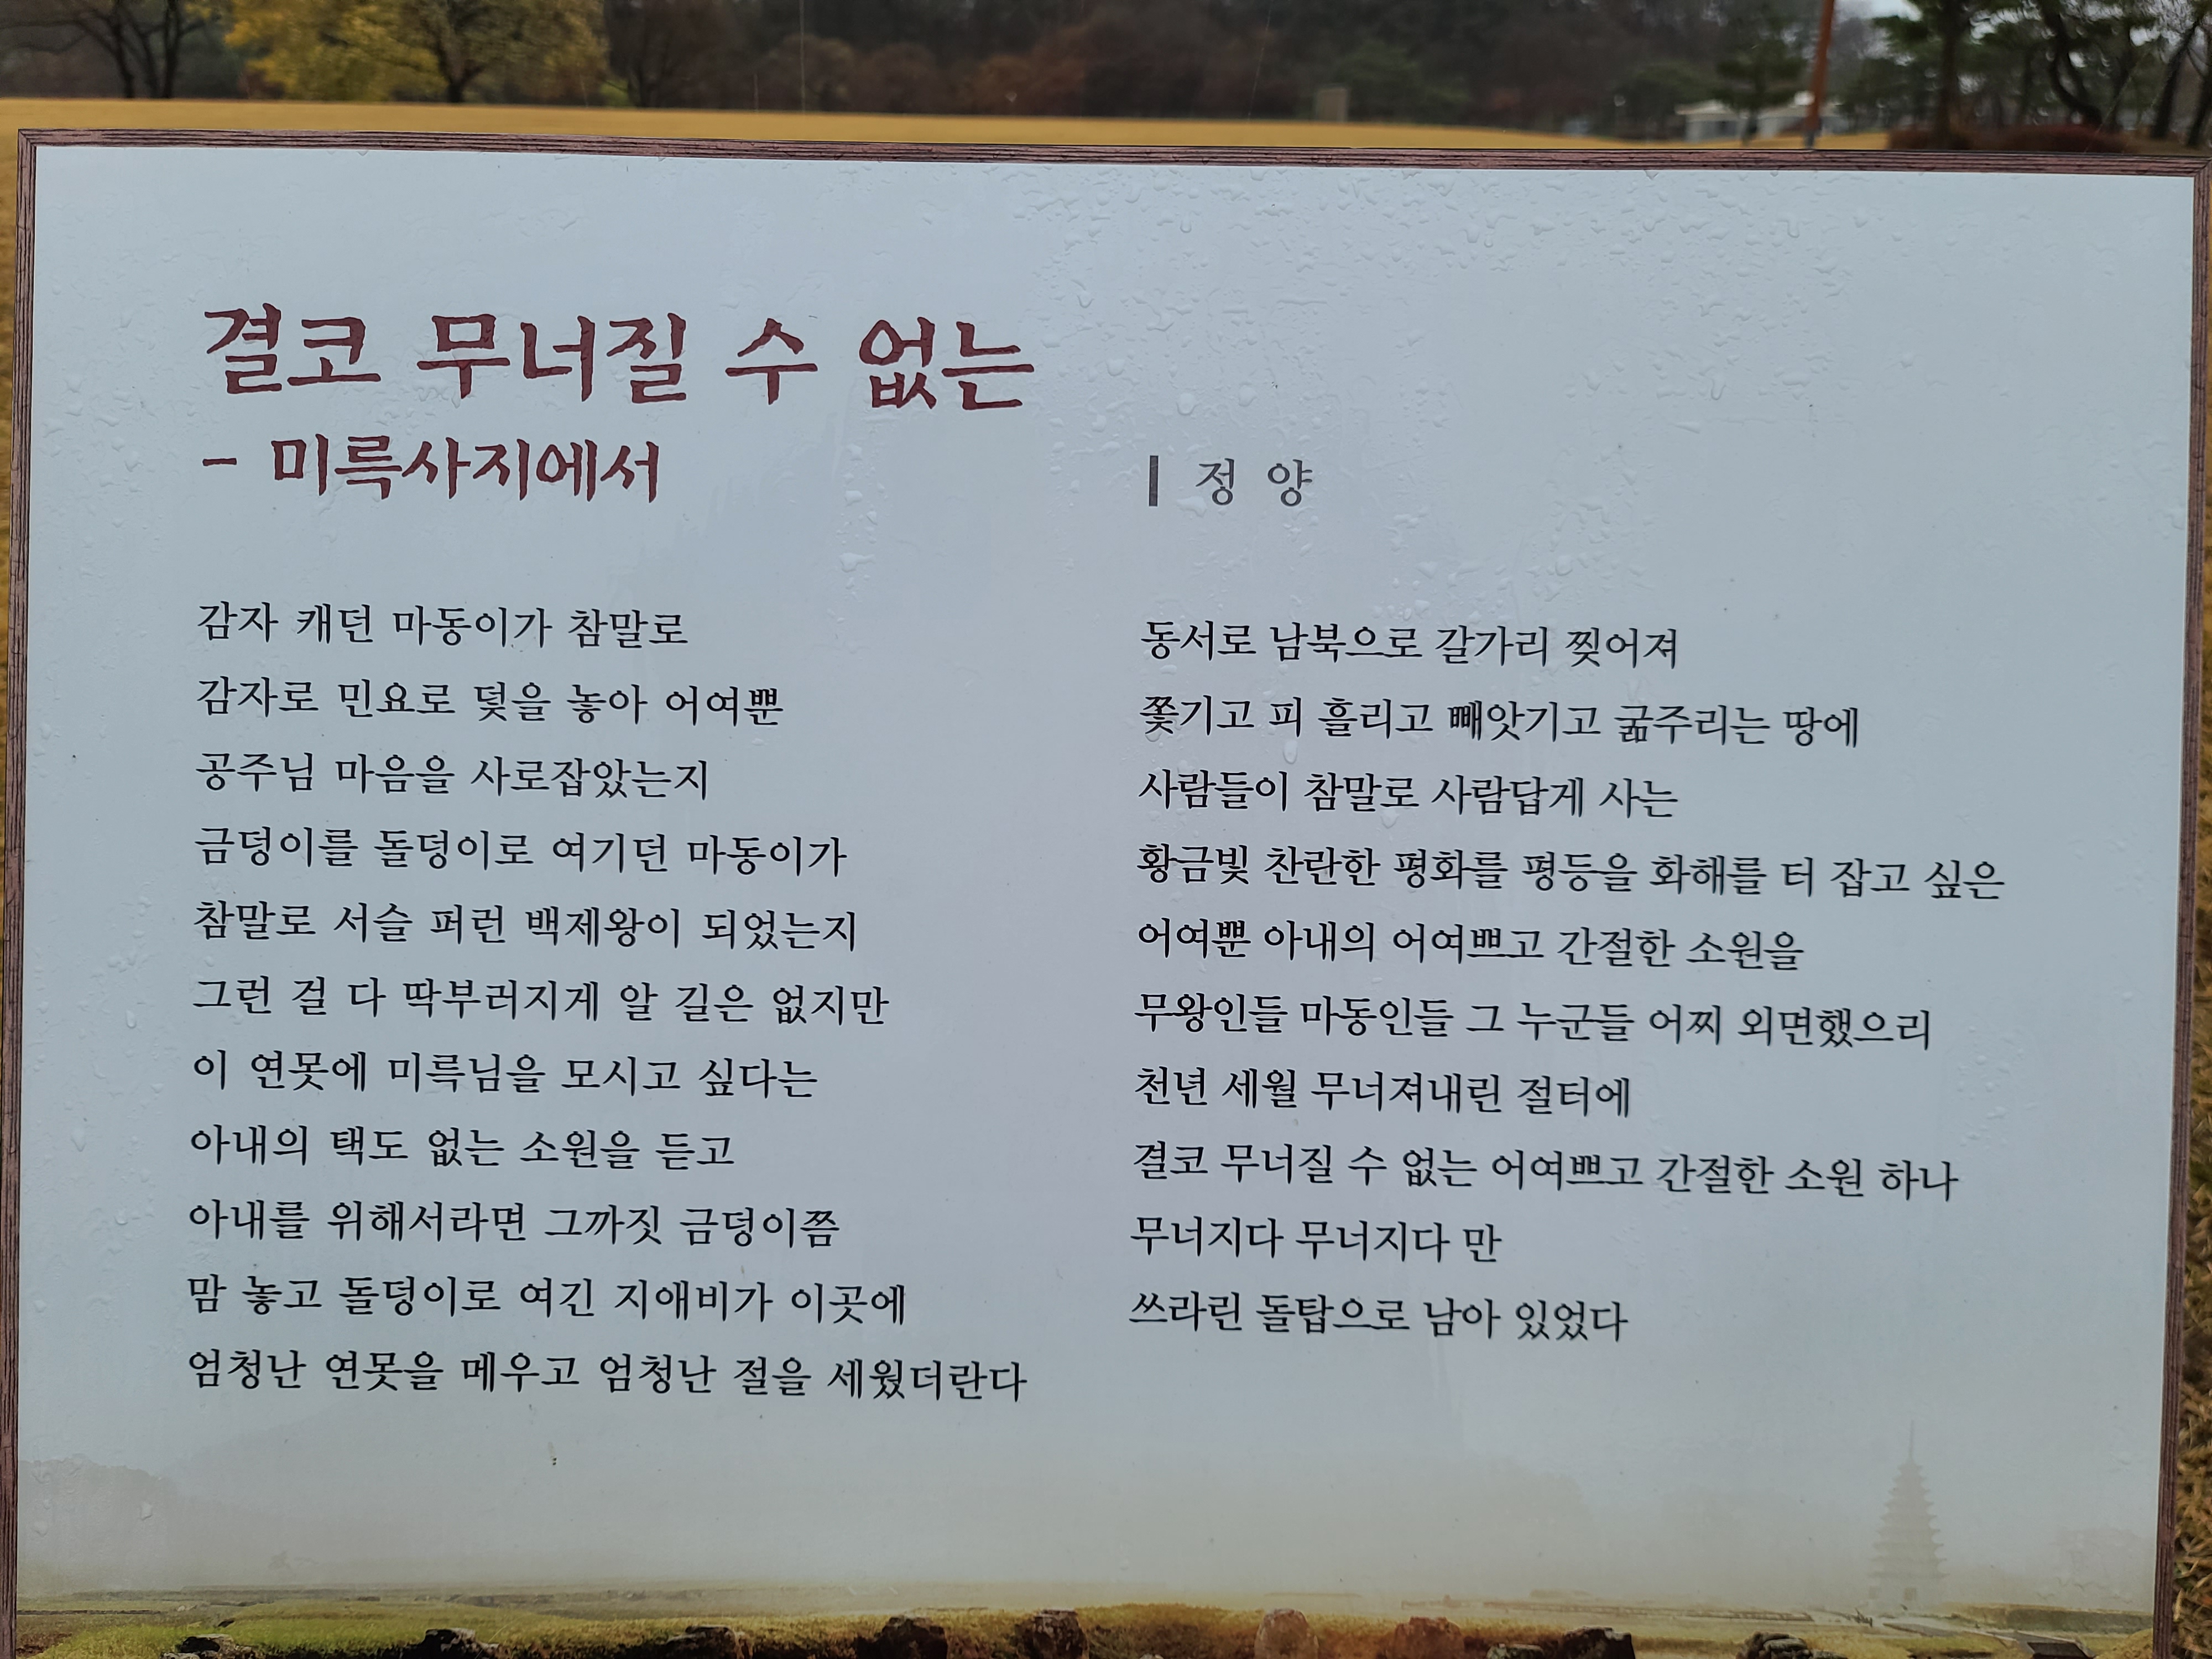 결코 무너질 수 없는
- 미륵사지에서
정 양
감자 캐던 마동이가 참말로
감자로 민요로 덫을 놓아 어여뿐
공주님 마음을 사로잡았는지
금덩이를 돌덩이로 여기던 마동이가
참말로 서슬 퍼런 백제왕이 되었는지
그런 걸 다 딱부러지게 알 길은 없지만
이 연못에 미륵님을 모시고 싶다는
아내의 택도 없는 소원을 듣고
아내를 위해서라면 그까짓 금덩이쯤
맘 놓고 돌덩이로 여긴 지애비가 이곳에
엄청난 연못을 메우고 엄청난 절을 세웠더란다
동서로 남북으로 갈가리 찢어져
쫓기고 피 흘리고 빼앗기고 굶주리는 땅에
사람들이 참말로 사람답게 사는
황금빛 찬란한 평화를 평등을 화해를 터 잡고 싶은
어여뿐 아내의 어여쁘고 간절한 소원을
무왕인들 마동인들 그 누군들 어찌 외면했으리
천년 세월 무너져내린 절터에
결코 무너질 수 없는 어여쁘고 간절한 소원 하나
무너지다 무너지다 만
쓰라린 돌탑으로 남아 있었다